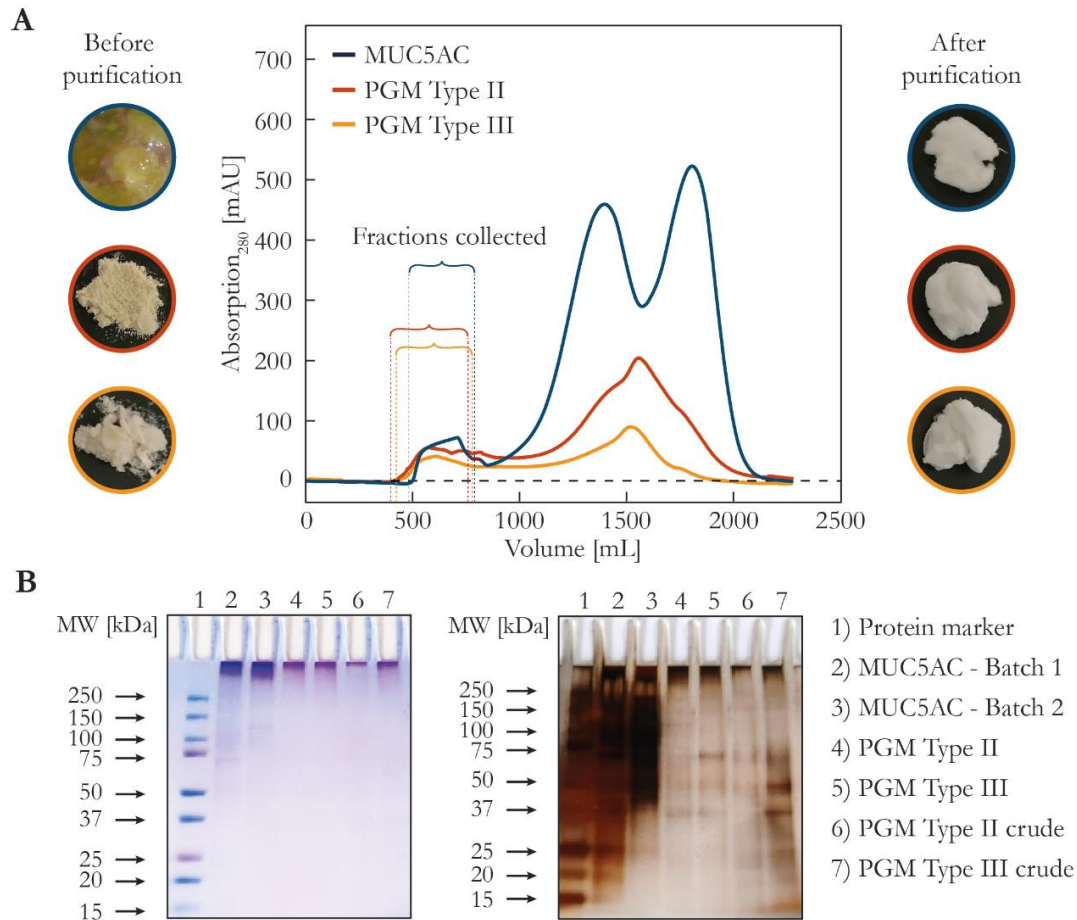 A
Before
purification
After
purification
MUC5AC
PGM Type II
PGM Type III
Fractions collected
Absorption280 [mAU]
700
600
500
400
300
200
100
0
0 500 1000 1500 2000 2500
Volume [mL]
B
MW [kDa]
1 2 3 4 5 6 7
250
150
100
75
50
37
25
20
15
MW [kDa]
1 2 3 4 5 6 7
250
150
100
75
50
37
25
20
15
1) Protein marker
2) MUC5AC - Batch 1
3) MUC5AC - Batch 2
4) PGM Type II
5) PGM Type III
6) PGM Type II crude
7) PGM Type III crude